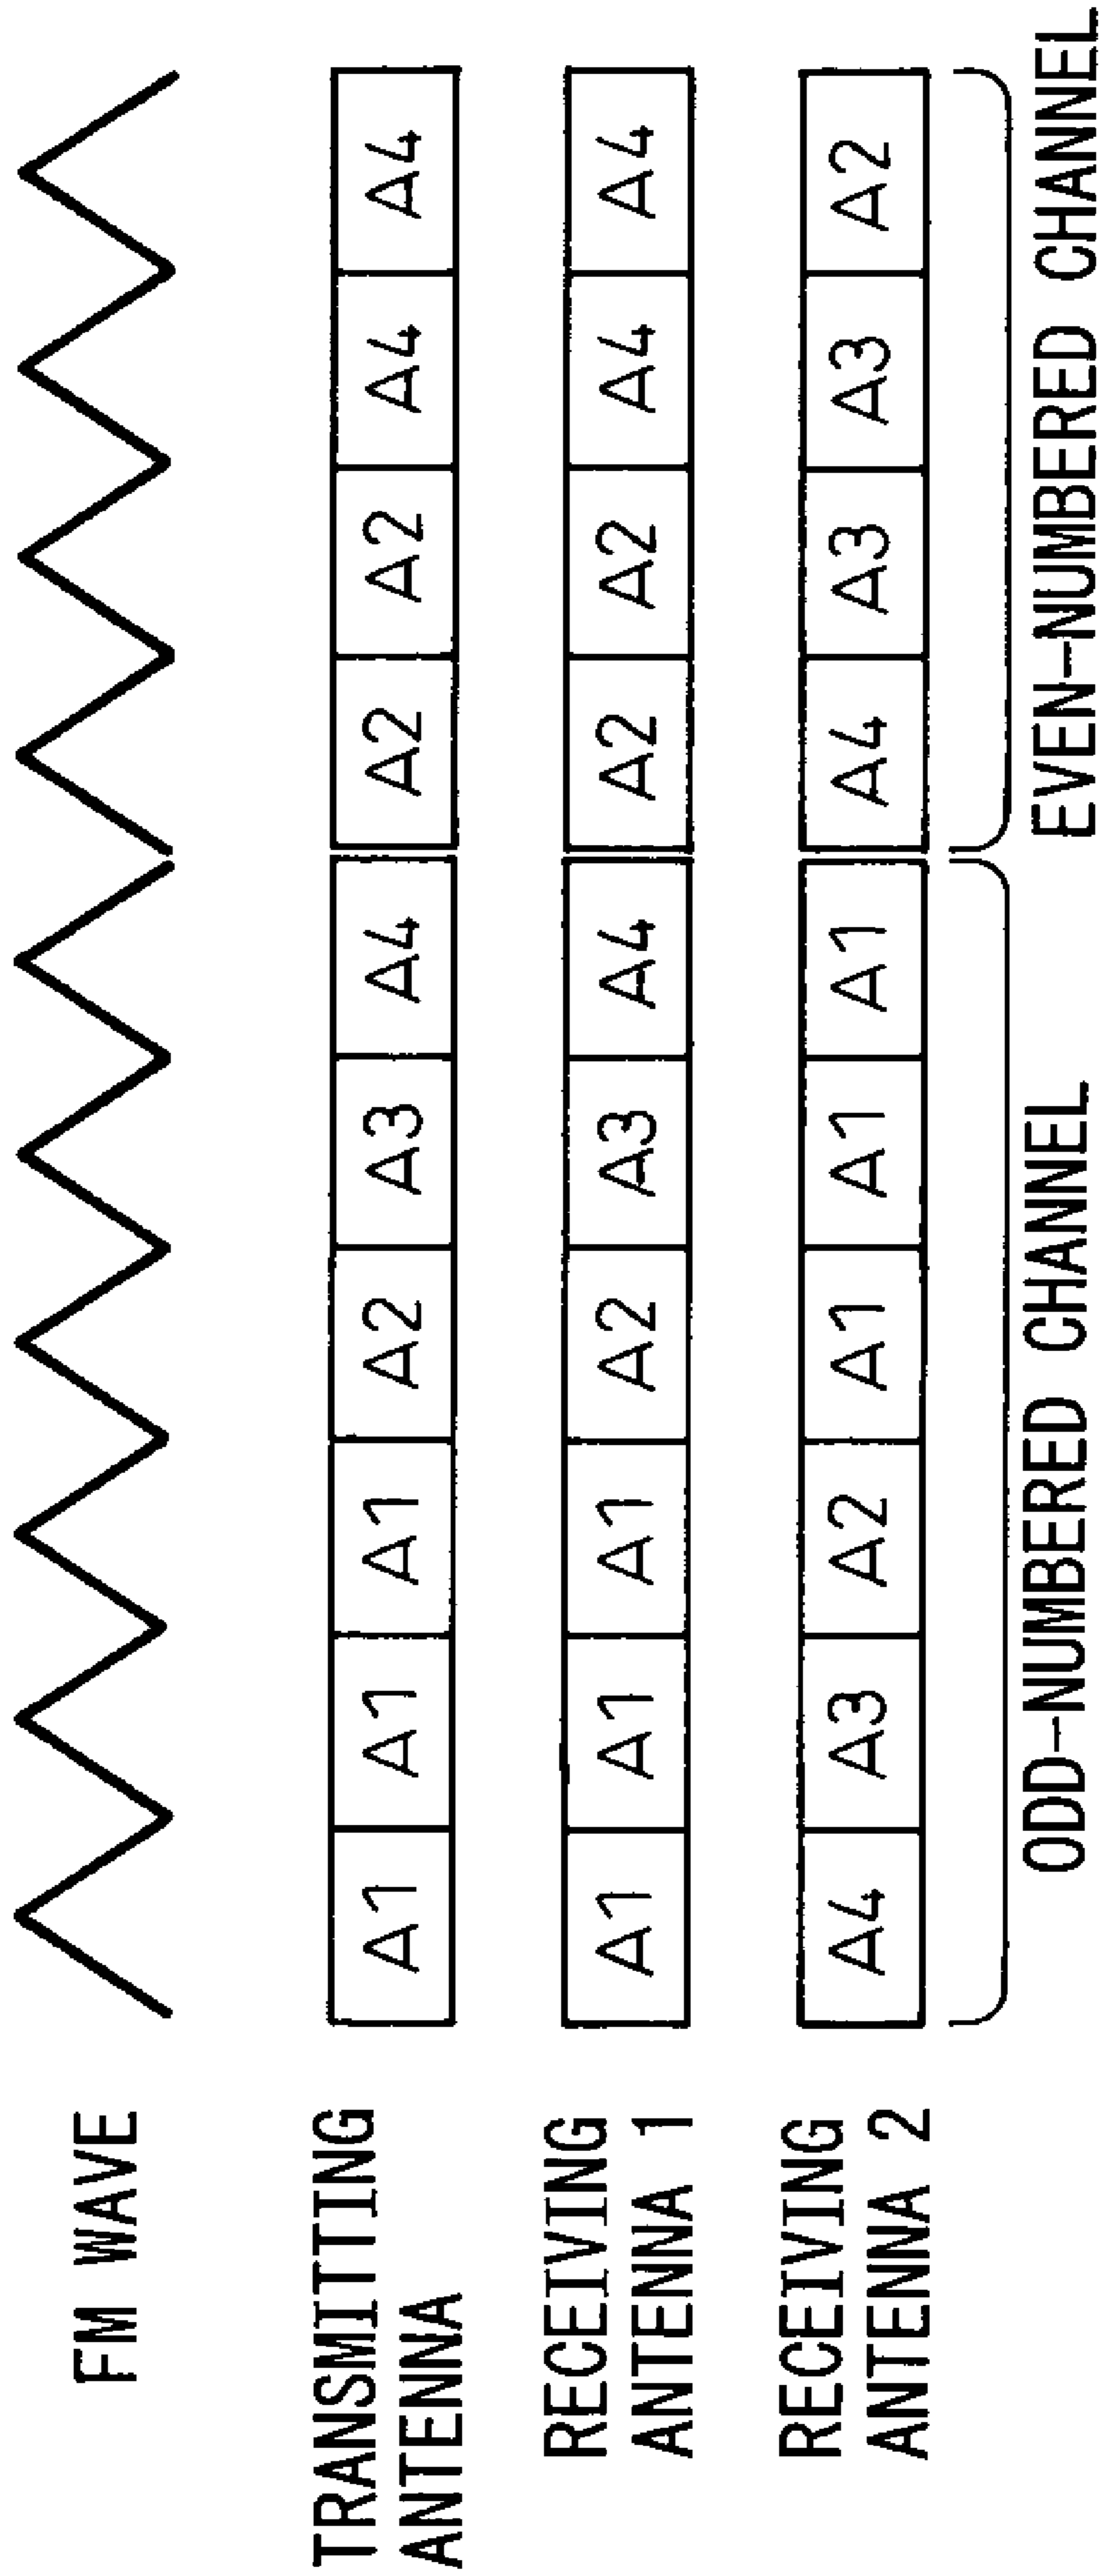 FM WAVE
TRANSMITTING
ANTENNA
A1 A1 A1 A2 A3 A4 A2 A2 A4 A4
RECEIVING
ANTENNA 1
A1 A1 A1 A2 A3 A4 A2 A2 A4 A4
RECEIVING
ANTENNA 2
A4 A3 A2 A1 A1 A1 A4 A3 A3 A2
ODD-NUMBERED CHANNEL
EVEN-NUMBERED CHANNEL